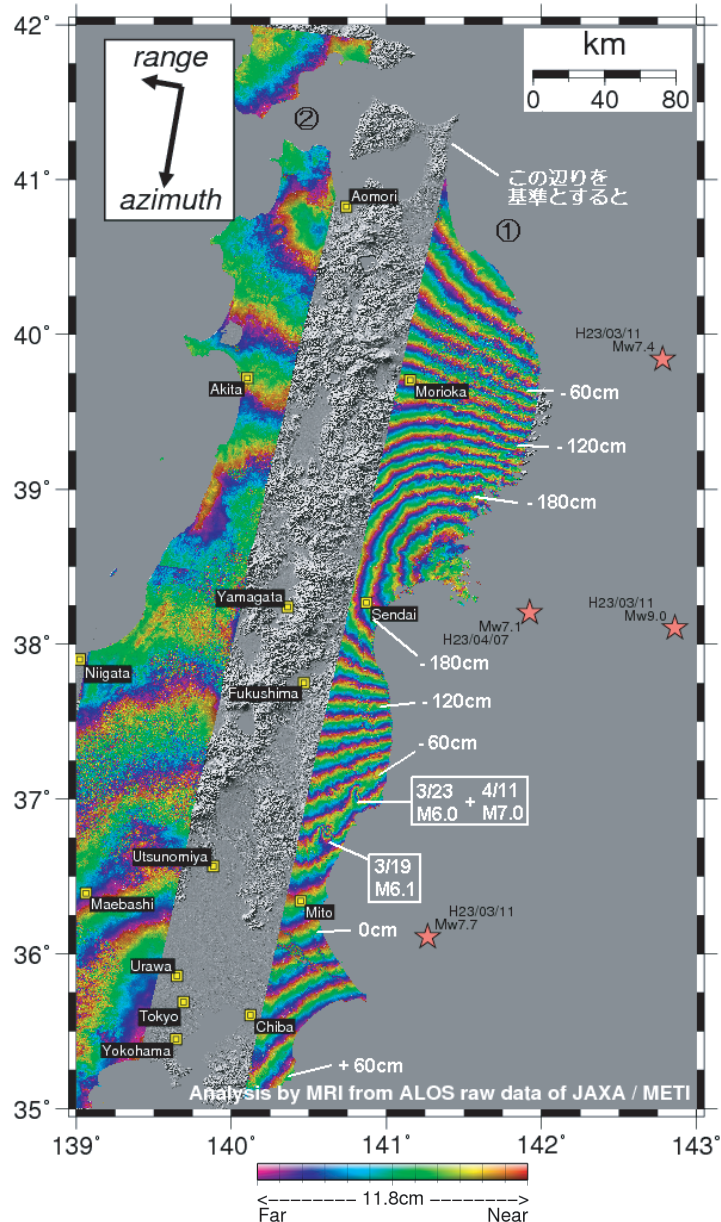 42°
41°
40°
39°
38°
37°
36°
35°
139°
140°
141°
142°
143°
range
azimuth
km
0
40
80
②
①
この辺りを
基準とすると
Aomori
H23/03/11
Mw7.4
Akita
Morioka
-60cm
-120cm
-180cm
Yamagata
Sendai
H23/03/11
Mw9.0
Mw7.1
H23/04/07
-180cm
Niigata
Fukushima
-120cm
-60cm
3/23 + 4/11
M6.0 M7.0
3/19
M6.1
Utsunomiya
Maebashi
Mito
0cm
H23/03/11
Mw7.7
Urawa
Tokyo
Chiba
Yokohama
+60cm
Analysis by MRI from ALOS raw data of JAXA / METI
<-------- 11.8cm -------->
Far
Near